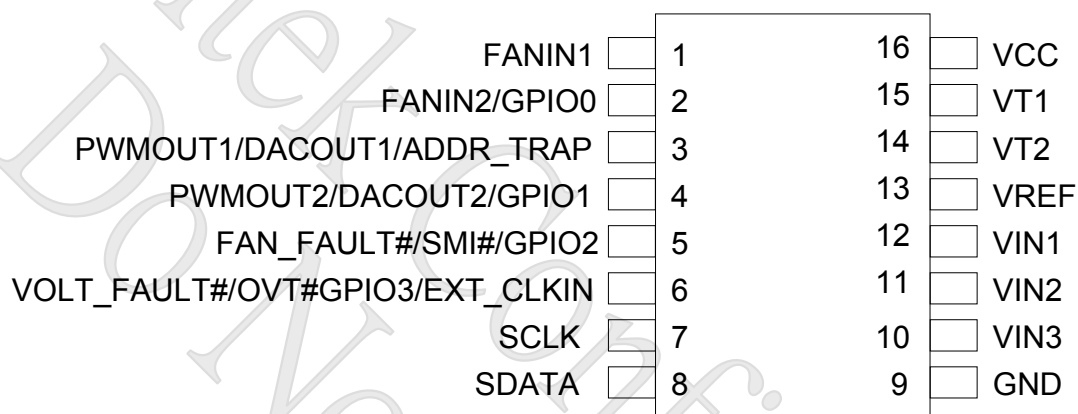 FANIN1 1 16 VCC
FANIN2/GPIO0 2 15 VT1
PWMOUT1/DACOUT1/ADDR_TRAP 3 14 VT2
PWMOUT2/DACOUT2/GPIO1 4 13 VREF
FAN_FAULT#/SMI#/GPIO2 5 12 VIN1
VOLT_FAULT#/OVT#GPIO3/EXT_CLKIN 6 11 VIN2
SCLK 7 10 VIN3
SDATA 8 9 GND